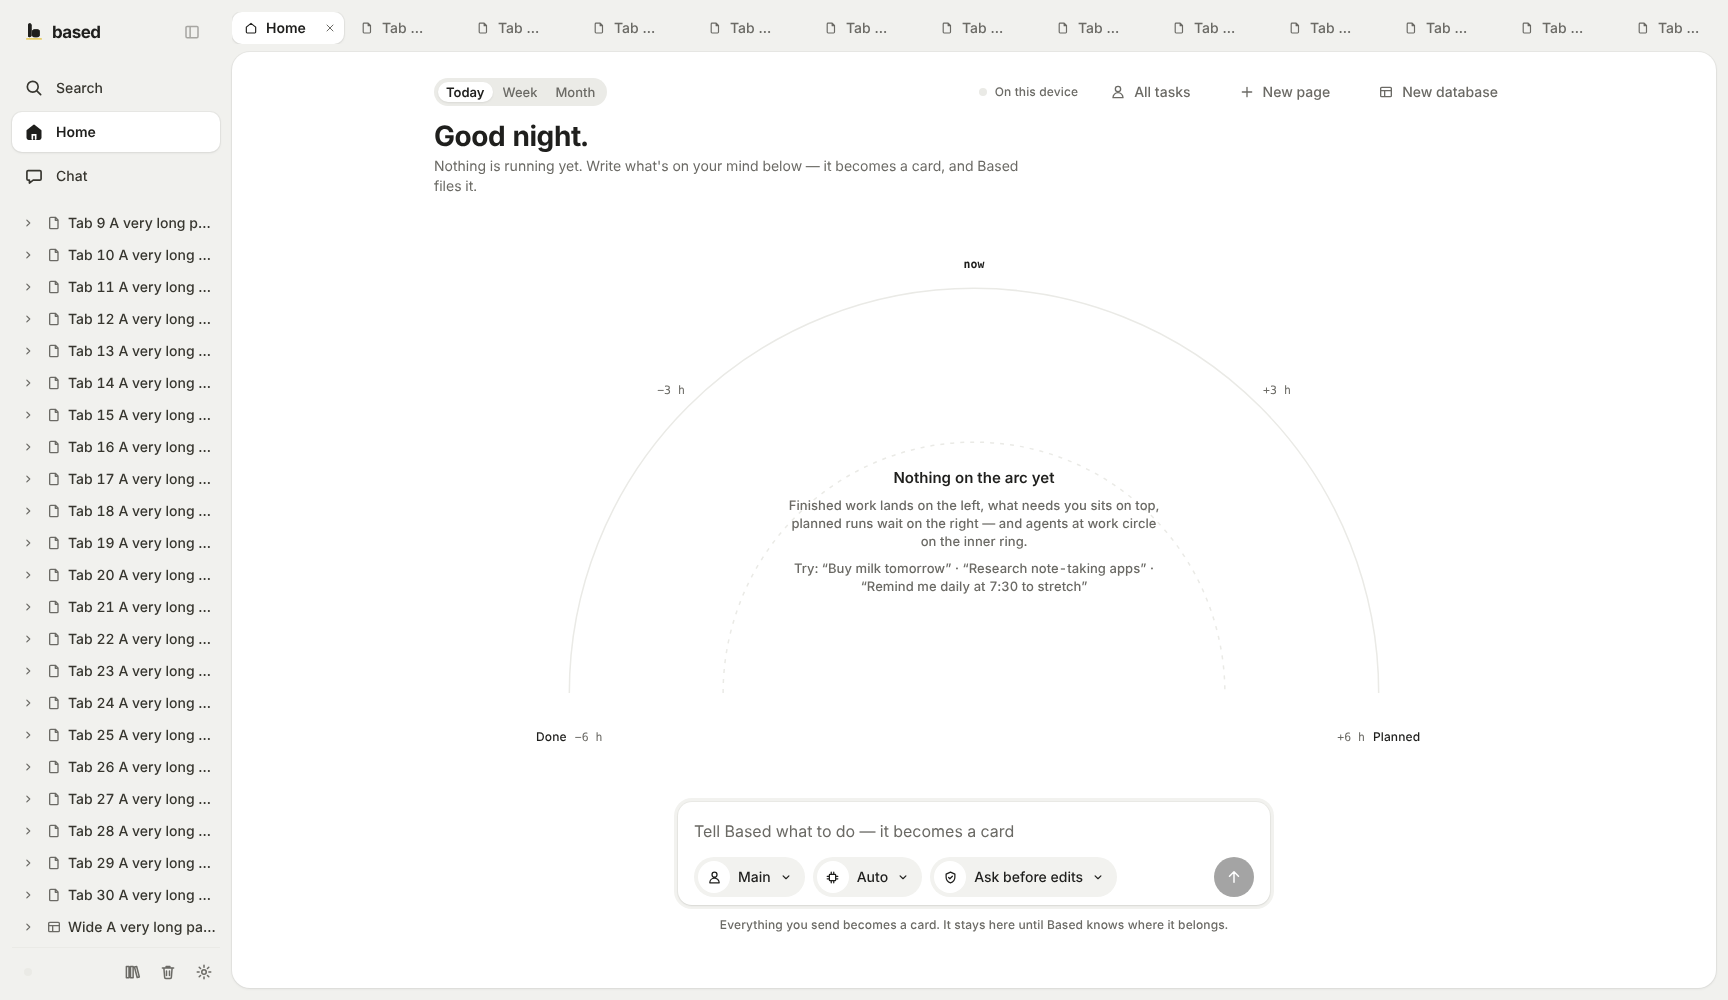 based
Search
Home
Chat
Tab 9 A very long p...
Tab 10 A very long ...
Tab 11 A very long ...
Tab 12 A very long ...
Tab 13 A very long ...
Tab 14 A very long ...
Tab 15 A very long ...
Tab 16 A very long ...
Tab 17 A very long ...
Tab 18 A very long ...
Tab 19 A very long ...
Tab 20 A very long ...
Tab 21 A very long ...
Tab 22 A very long ...
Tab 23 A very long ...
Tab 24 A very long ...
Tab 25 A very long ...
Tab 26 A very long ...
Tab 27 A very long ...
Tab 28 A very long ...
Tab 29 A very long ...
Tab 30 A very long ...
Wide A very long pa...
Home Tab ... Tab ... Tab ... Tab ... Tab ... Tab ... Tab ... Tab ... Tab ... Tab ... Tab ... Tab ...
Today Week Month
On this device All tasks New page New database
Good night.
Nothing is running yet. Write what's on your mind below — it becomes a card, and Based
files it.
now
−3 h
+3 h
Nothing on the arc yet
Finished work lands on the left, what needs you sits on top,
planned runs wait on the right — and agents at work circle
on the inner ring.
Try: “Buy milk tomorrow” · “Research note-taking apps” ·
“Remind me daily at 7:30 to stretch”
Done −6 h
+6 h Planned
Tell Based what to do — it becomes a card
Main Auto Ask before edits
Everything you send becomes a card. It stays here until Based knows where it belongs.